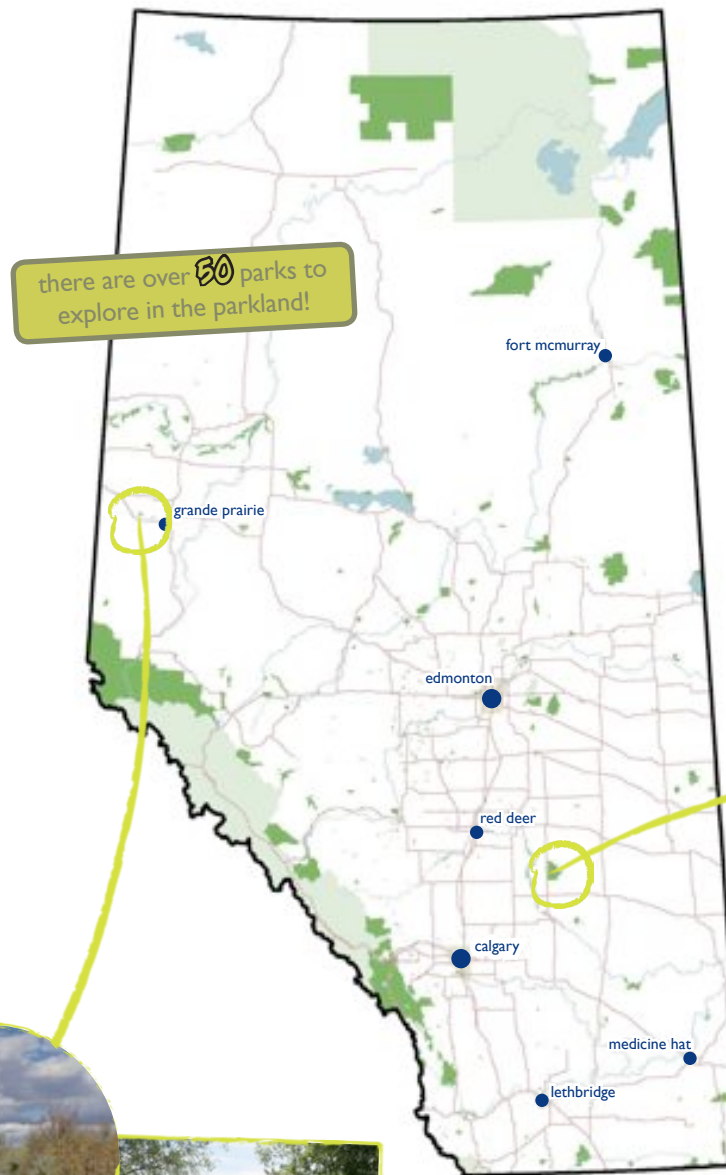 there are over 50 parks to
explore in the parkland!
fort mcmurray
grande prairie
edmonton
red deer
calgary
medicine hat
lethbridge